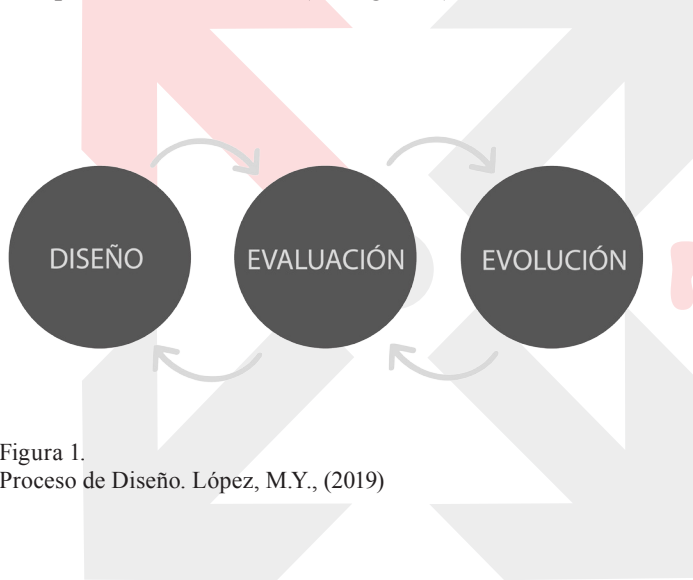 DISEÑO
EVALUACIÓN
EVOLUCIÓN
Figura 1.
Proceso de Diseño. López, M.Y., (2019)